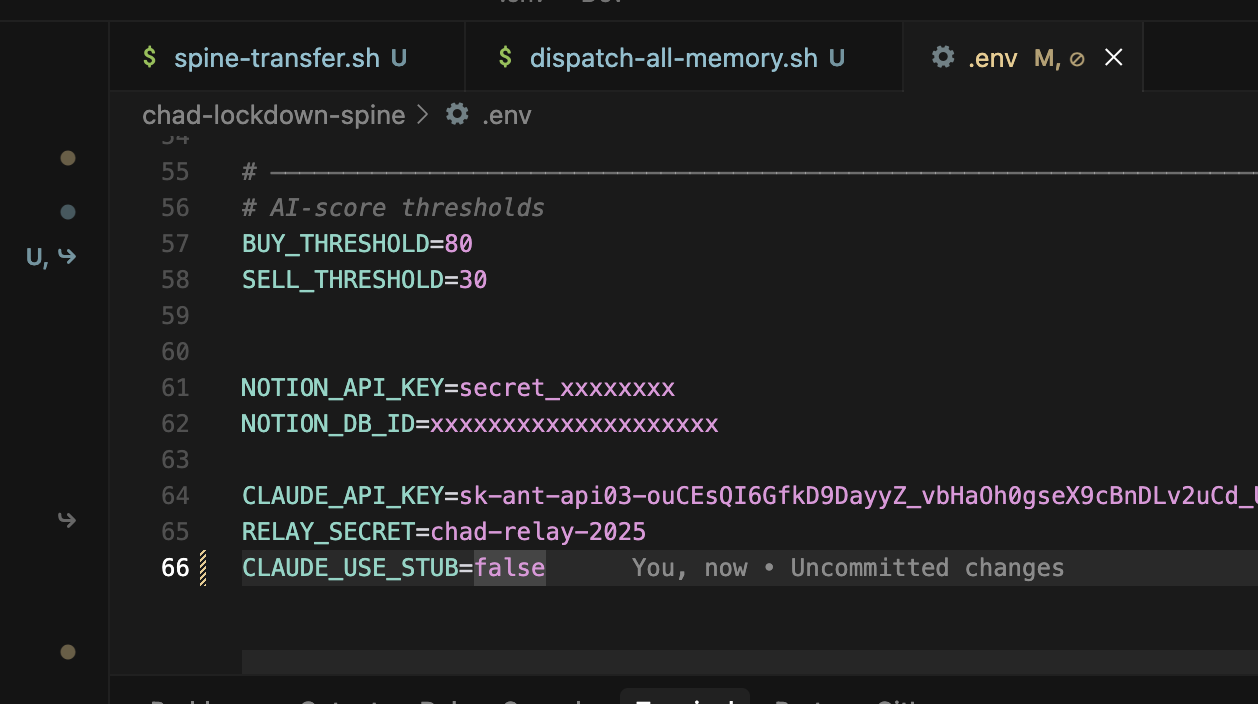 $ spine-transfer.sh U
$ dispatch-all-memory.sh U
.env M, ⊘ ×
chad-lockdown-spine > .env
54
55 # ————————————————————
56 # AI-score thresholds
57 BUY_THRESHOLD=80
58 SELL_THRESHOLD=30
59
60
61 NOTION_API_KEY=secret_xxxxxxxx
62 NOTION_DB_ID=xxxxxxxxxxxxxxxxxxxx
63
64 CLAUDE_API_KEY=sk-ant-api03-ouCEsQI6GfkD9DayyZ_vbHaOh0gseX9cBnDLv2uCd_
65 RELAY_SECRET=chad-relay-2025
66 CLAUDE_USE_STUB=false You, now • Uncommitted changes
U,